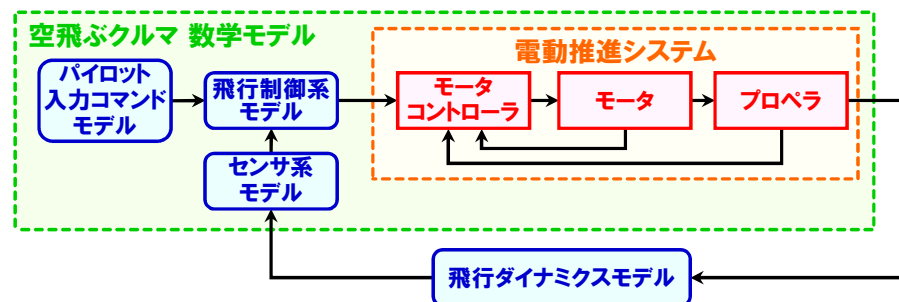 空飛ぶクルマ 数学モデル
電動推進システム
パイロット
入力コマンド
モデル
飛行制御系
モデル
モータ
コントローラ
モータ
プロペラ
センサ系
モデル
飛行ダイナミクスモデル